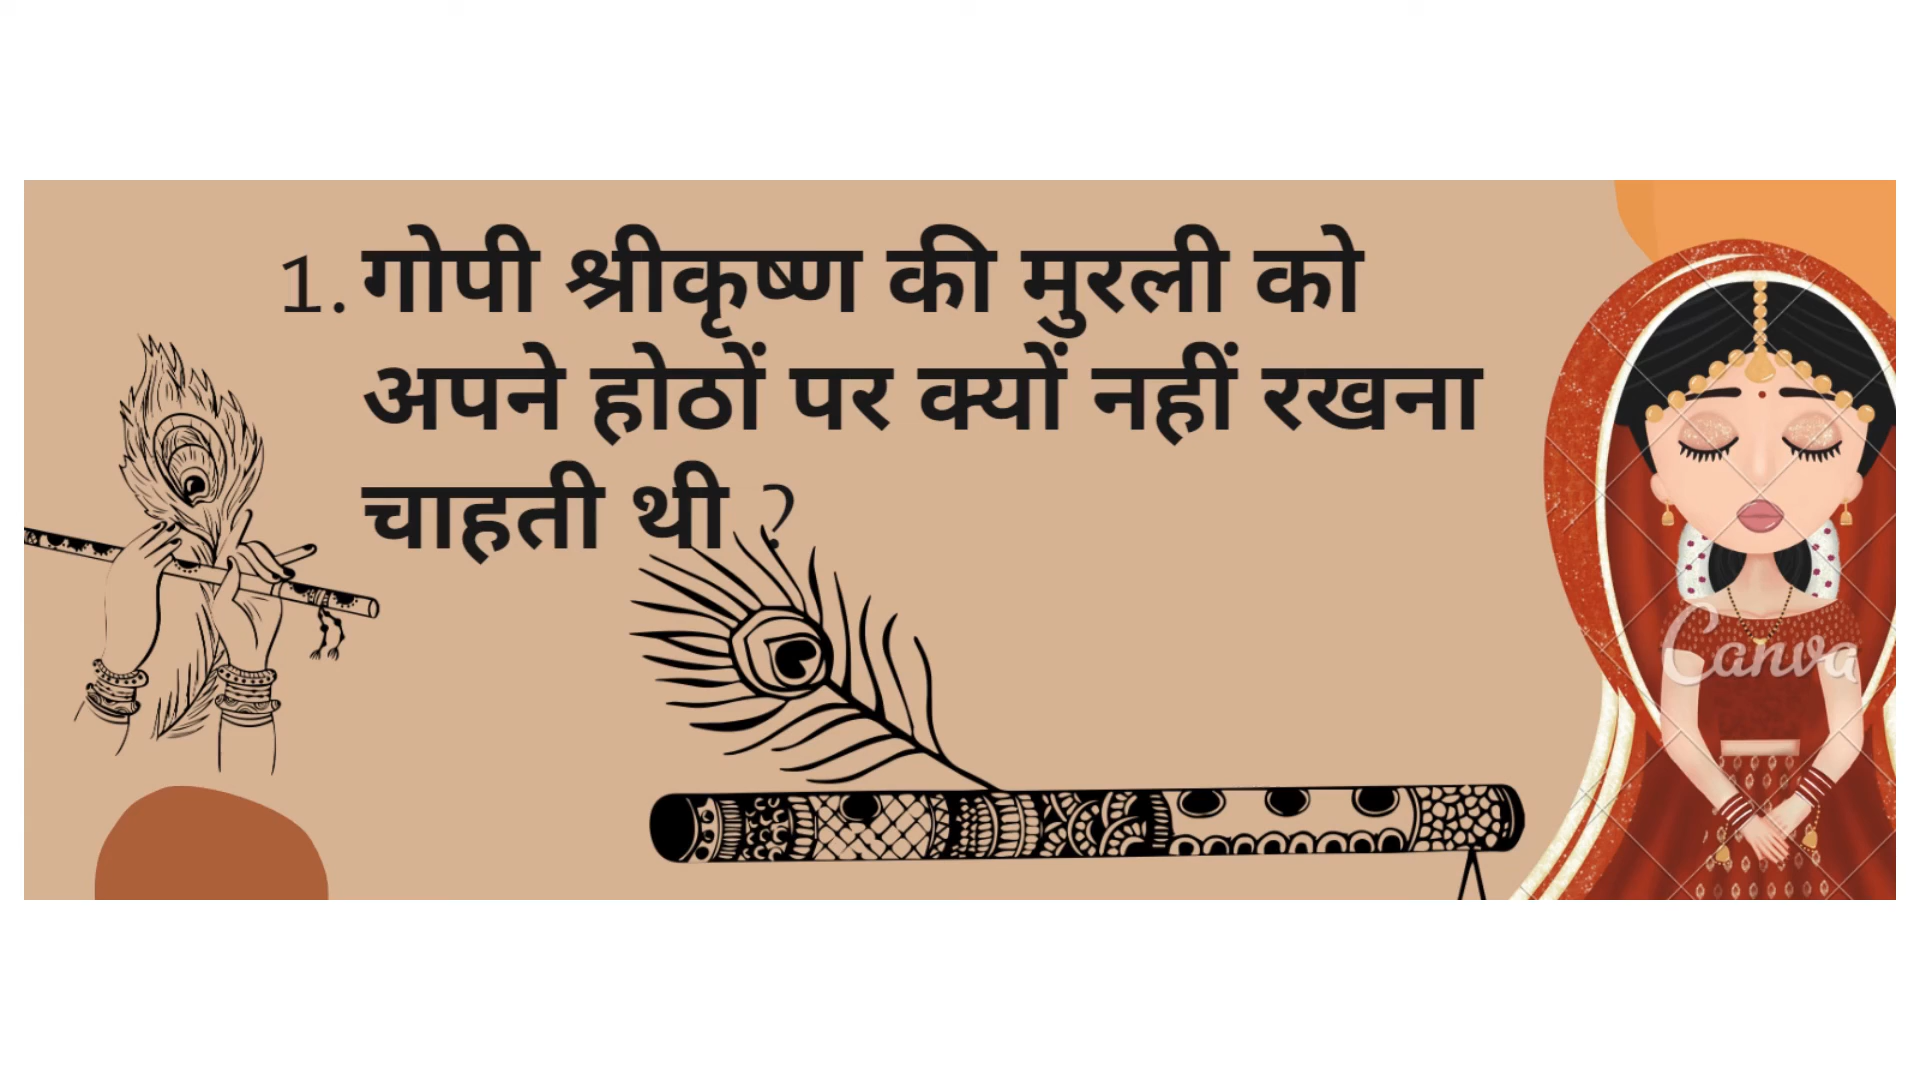 1. गोपी श्रीकृष्ण की मुरली को
अपने होठों पर क्यों नहीं रखना
चाहती थी ?
Canva